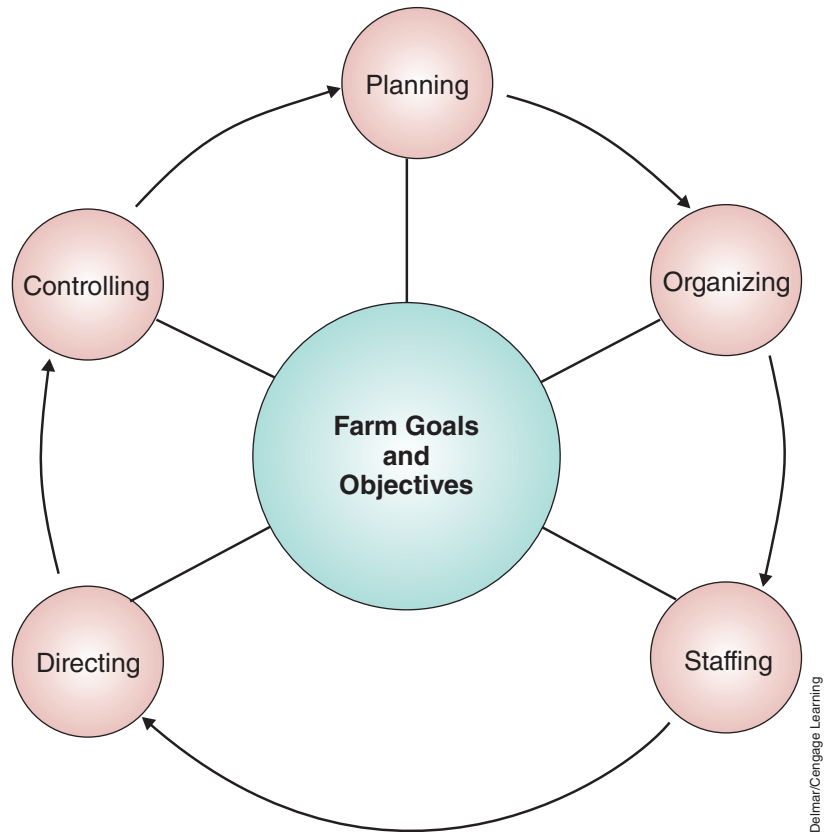 Planning
Organizing
Controlling
Farm Goals
and
Objectives
Directing
Staffing
Delmar/Cengage Learning